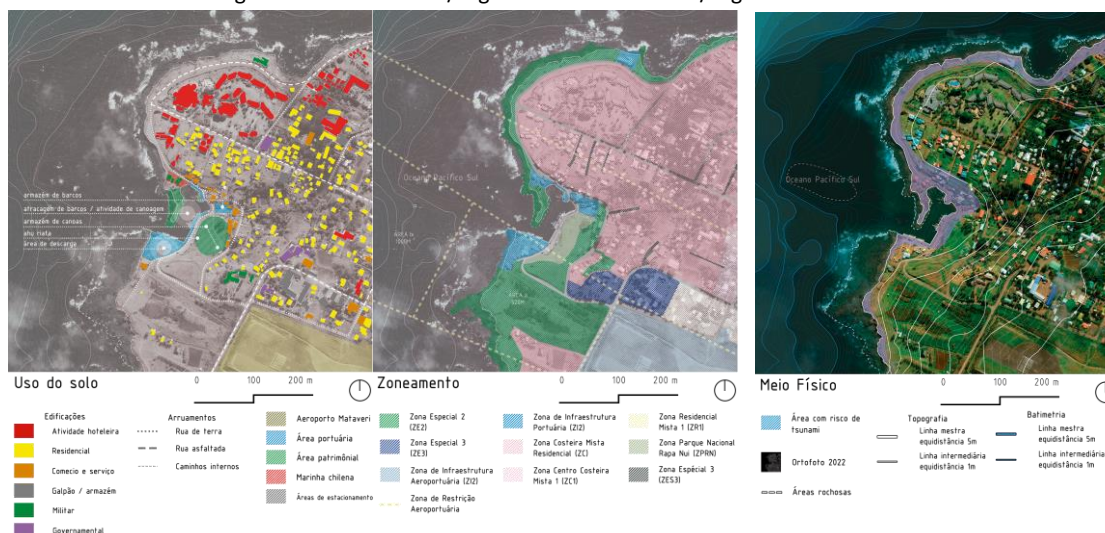 armazém de barcos
atracagem de barcos / atividade de canoagem
armazém de canoas
ahu riata
área de descarga
Oceano Pacífico Sul
Oceano Pacífico Sul
Uso do solo
0 100 200 m
Edificações
Atividade hoteleira
Residencial
Comecio e serviço
Galpão / armazém
Militar
Governamental
Arruamentos
Rua de terra
Rua asfaltada
Caminhos internos
Aeroporto Mataveri
Área portuária
Área patrimônial
Marinha chilena
Áreas de estacionamento
Zoneamento
0 100 200 m
Zona Especial 2
(ZE2)
Zona Especial 3
(ZE3)
Zona de Infraestrutura
Aeroportuária (ZI2)
Zona de Restrição
Aeroportuária
Zona de Infraestrutura
Portuária (ZI2)
Zona Costeira Mista
Residencial (ZC)
Zona Centro Costeira
Mista 1 (ZC1)
Zona Residencial
Mista 1 (ZR1)
Zona Parque Nacional
Rapa Nui (ZPRN)
Zona Espécial 3
(ZES3)
Meio Físico
0 100 200 m
Área com risco de
tsunami
Ortofoto 2022
Áreas rochosas
Topografia
Linha mestra
equidistância 5m
Linha intermediária
equidistância 1m
Batimetria
Linha mestra
equidistância 5m
Linha intermediária
equidistância 1m